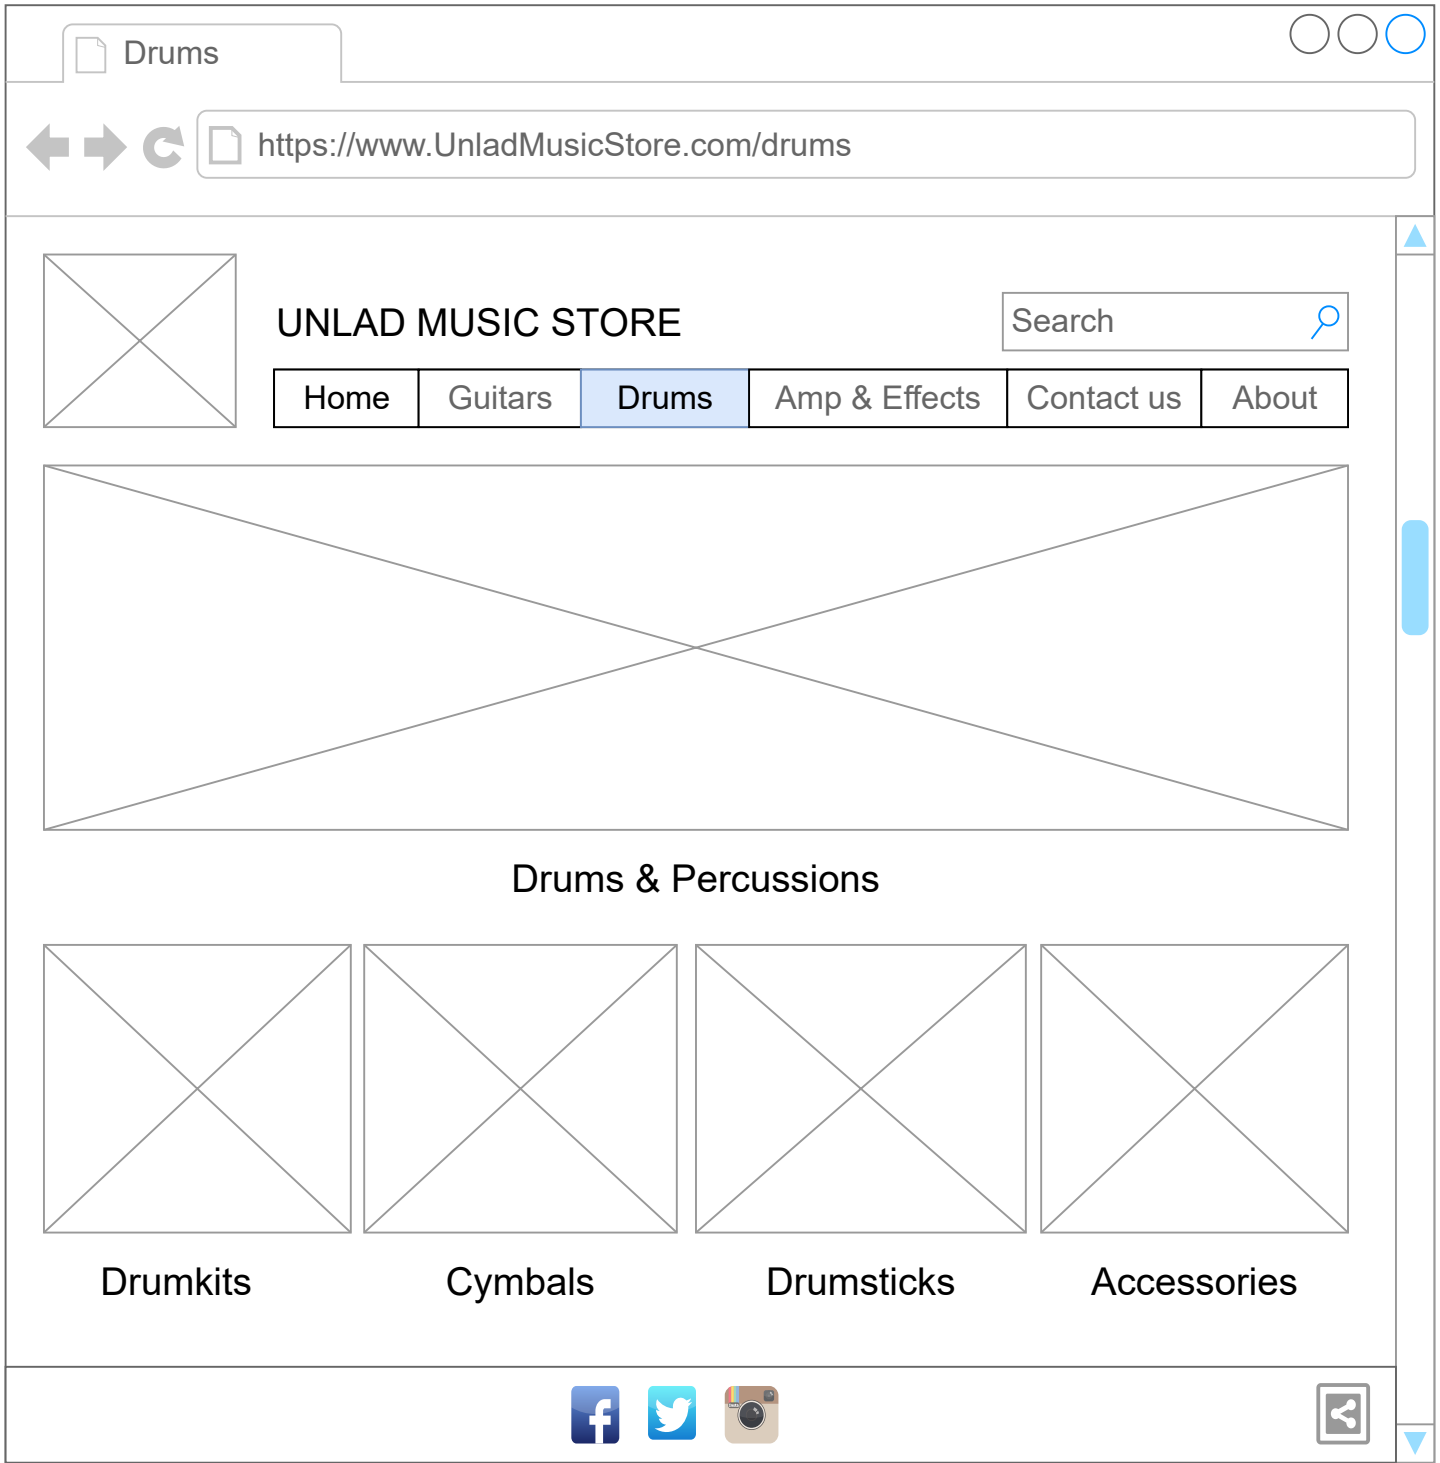 Drums
https://www.UnladMusicStore.com/drums
UNLAD MUSIC STORE
Search
Home Guitars Drums Amp & Effects Contact us About
Drums & Percussions
Drumkits Cymbals Drumsticks Accessories